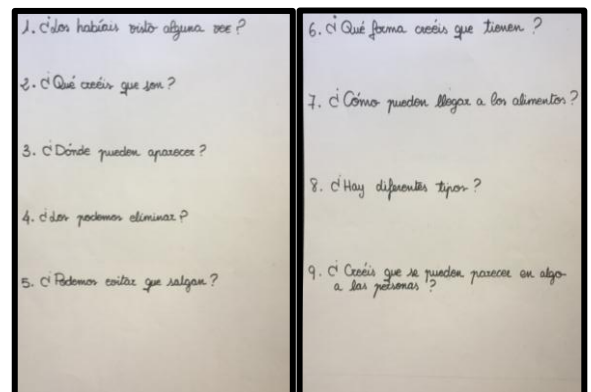 1. ¿Los habíais visto alguna vez?
2. ¿Qué creéis que son?
3. ¿Dónde pueden aparecer?
4. ¿Los podemos eliminar?
5. ¿Podemos evitar que salgan?
6. ¿Qué forma creéis que tienen?
7. ¿Cómo pueden llegar a los alimentos?
8. ¿Hay diferentes tipos?
9. ¿Creéis que se pueden parecer en algo
a las personas?